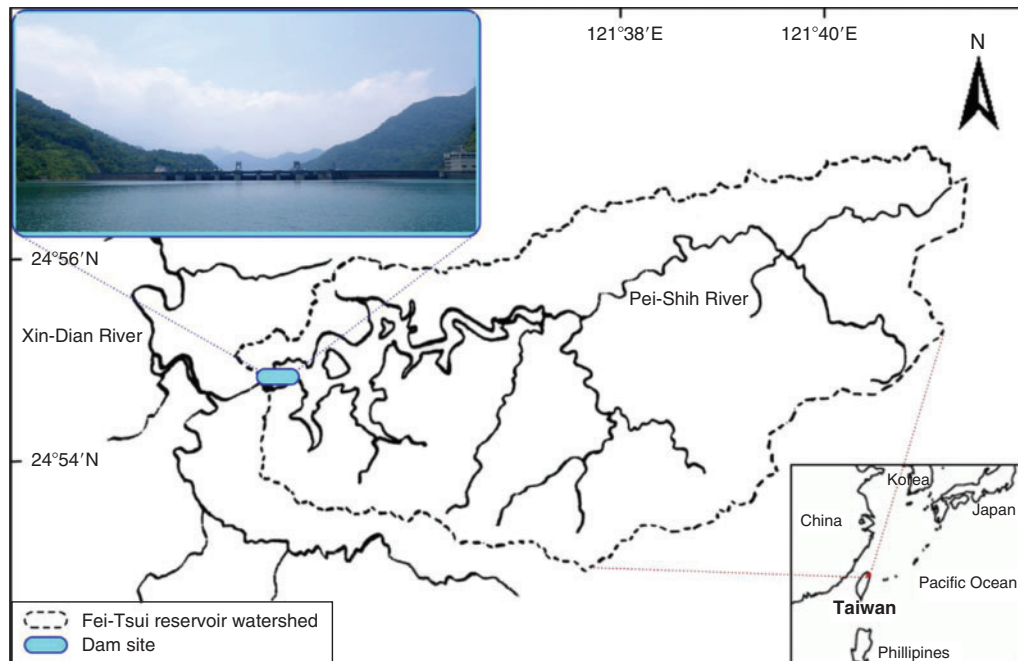 121°38′E
121°40′E
N
24°56′N
Pei-Shih River
Xin-Dian River
24°54′N
Korea
China
Japan
Pacific Ocean
Taiwan
Phillipines
Fei-Tsui reservoir watershed
Dam site